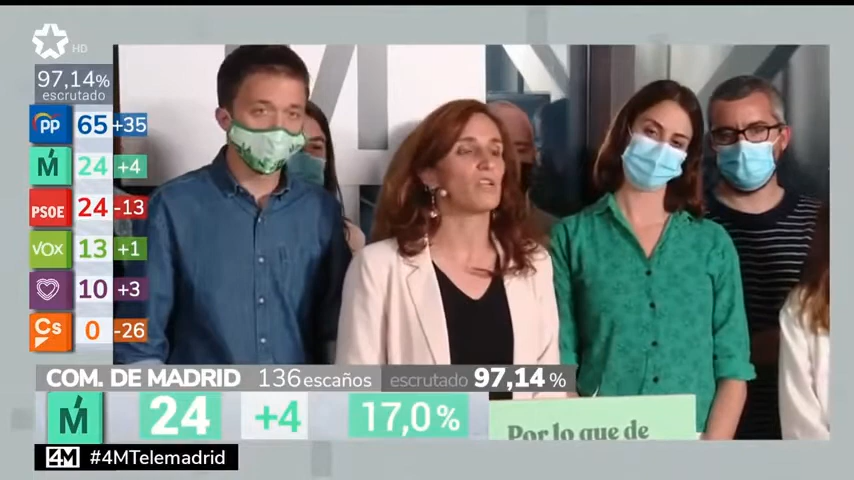 HD
97,14%
escrutado
PP 65 +35
Ḿ 24 +4
PSOE 24 -13
VOX 13 +1
10 +3
Cs 0 -26
COM. DE MADRID 136 escaños escrutado 97,14 %
Ḿ 24 +4 17,0%
Por lo que de
4M #4MTelemadrid